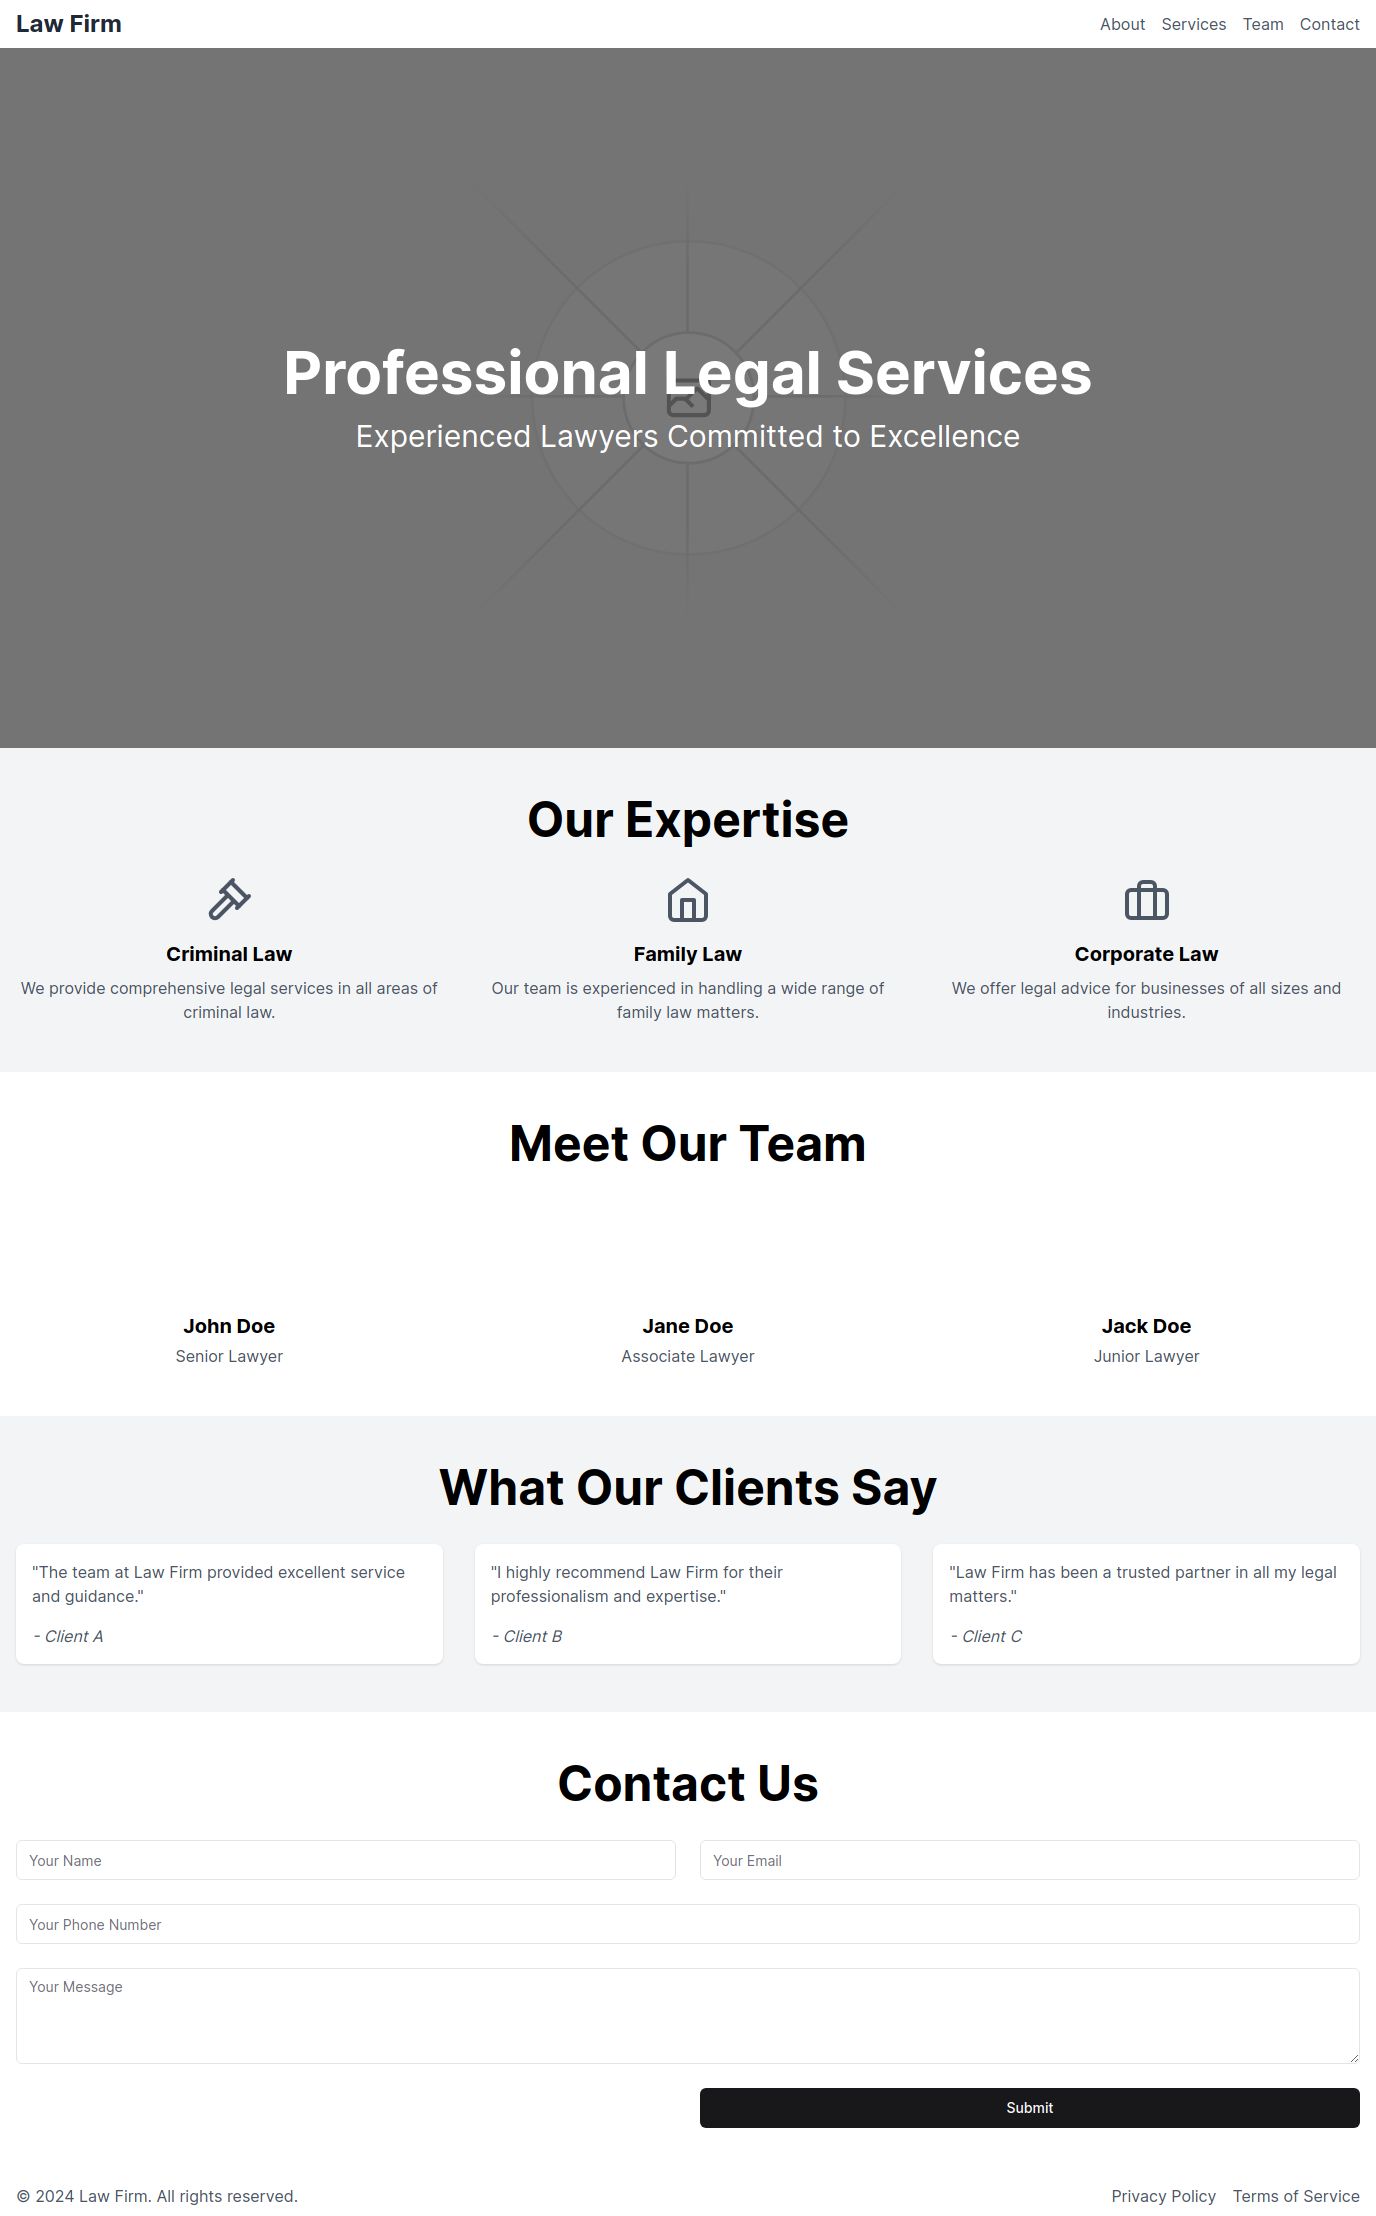 Law Firm
About Services Team Contact
Professional Legal Services
Experienced Lawyers Committed to Excellence
Our Expertise
Criminal Law
We provide comprehensive legal services in all areas of
criminal law.
Family Law
Our team is experienced in handling a wide range of
family law matters.
Corporate Law
We offer legal advice for businesses of all sizes and
industries.
Meet Our Team
John Doe
Senior Lawyer
Jane Doe
Associate Lawyer
Jack Doe
Junior Lawyer
What Our Clients Say
"The team at Law Firm provided excellent service
and guidance."
- Client A
"I highly recommend Law Firm for their
professionalism and expertise."
- Client B
"Law Firm has been a trusted partner in all my legal
matters."
- Client C
Contact Us
Your Name
Your Email
Your Phone Number
Your Message
Submit
© 2024 Law Firm. All rights reserved.
Privacy Policy Terms of Service